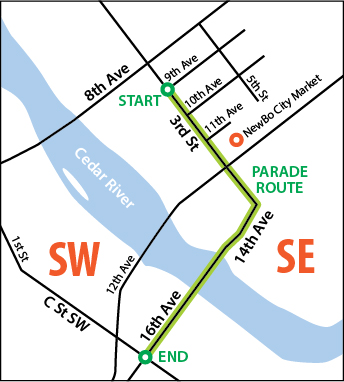 8th Ave
9th Ave
START
10th Ave
5th St
11th Ave
3rd St
NewBo City Market
Cedar River
PARADE
ROUTE
14th Ave
1st St
SW
SE
12th Ave
C St SW
16th Ave
END